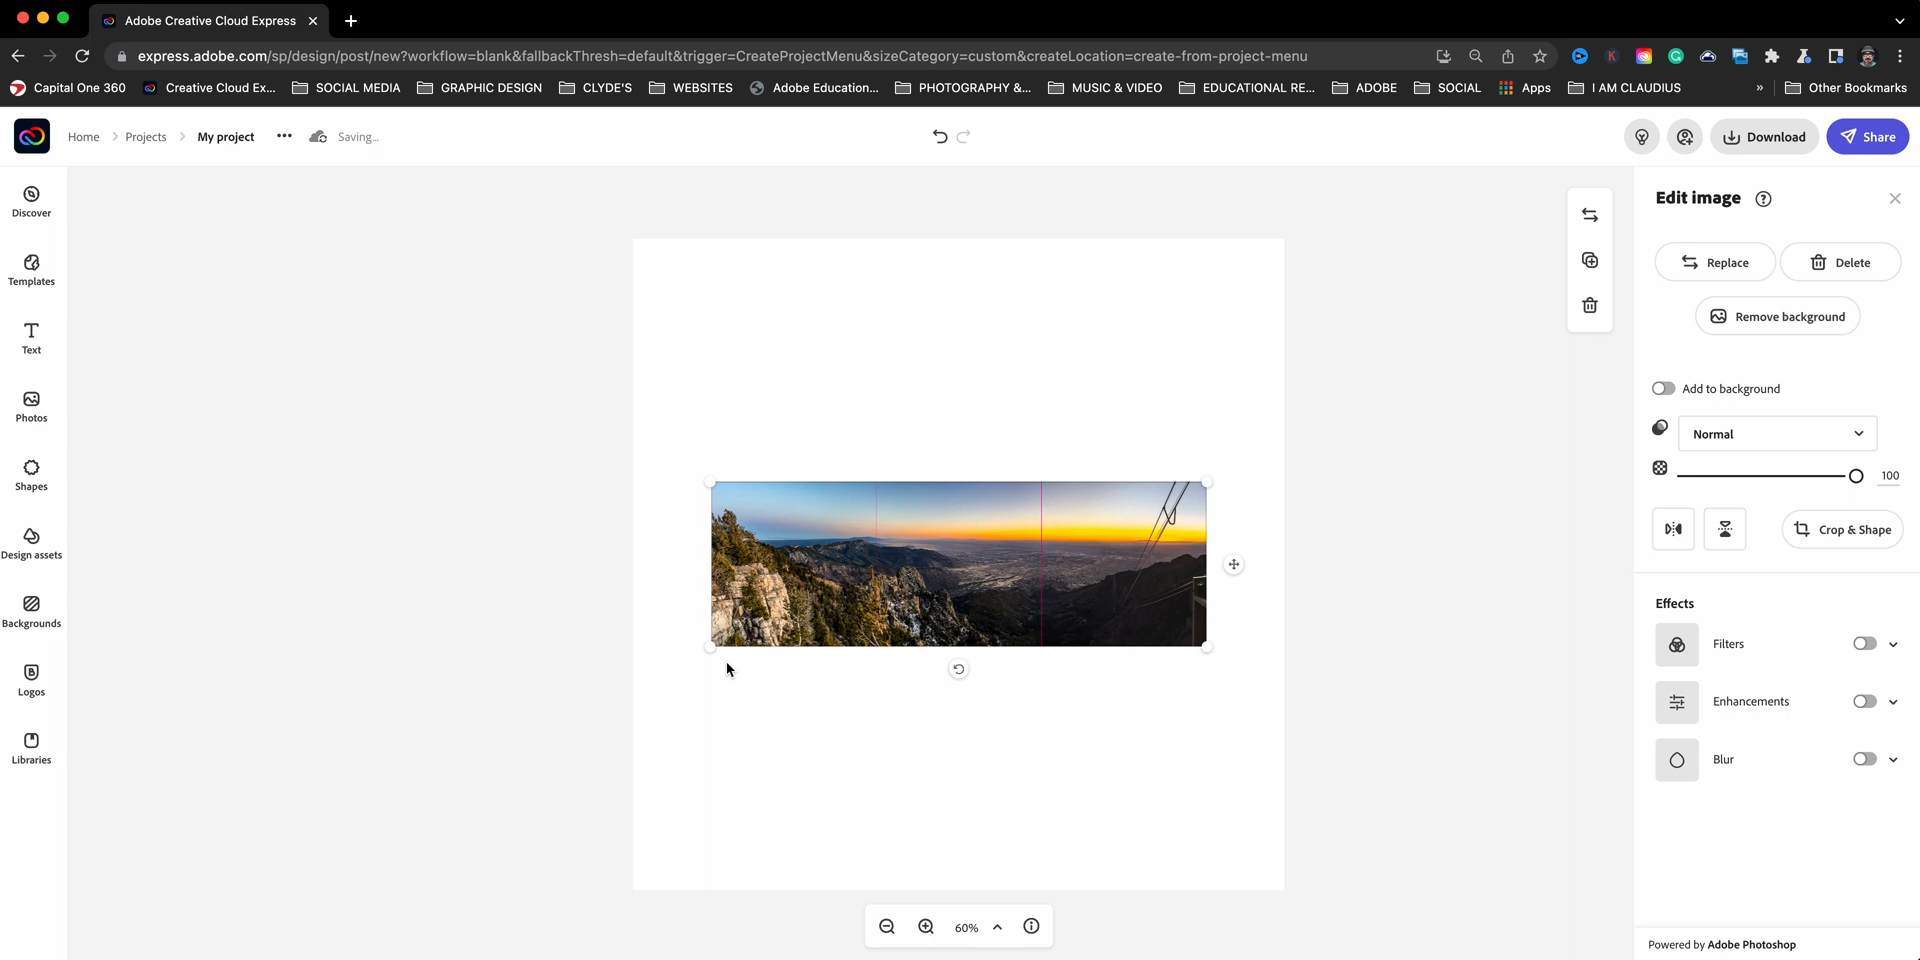 Adobe Creative Cloud Express
express.adobe.com/sp/design/post/new?workflow=blank&fallbackThresh=default&trigger=CreateProjectMenu&sizeCategory=custom&createLocation=create-from-project-menu
Capital One 360 Creative Cloud Ex... SOCIAL MEDIA GRAPHIC DESIGN CLYDE'S WEBSITES Adobe Education... PHOTOGRAPHY &... MUSIC & VIDEO EDUCATIONAL RE... ADOBE SOCIAL Apps I AM CLAUDIUS » Other Bookmarks
Home Projects My project ••• Saving... Download Share
Discover
Templates
Text
Photos
Shapes
Design assets
Backgrounds
Logos
Libraries
60%
Edit image
Replace Delete
Remove background
Add to background
Normal
100
Crop & Shape
Effects
Filters
Enhancements
Blur
Powered by Adobe Photoshop